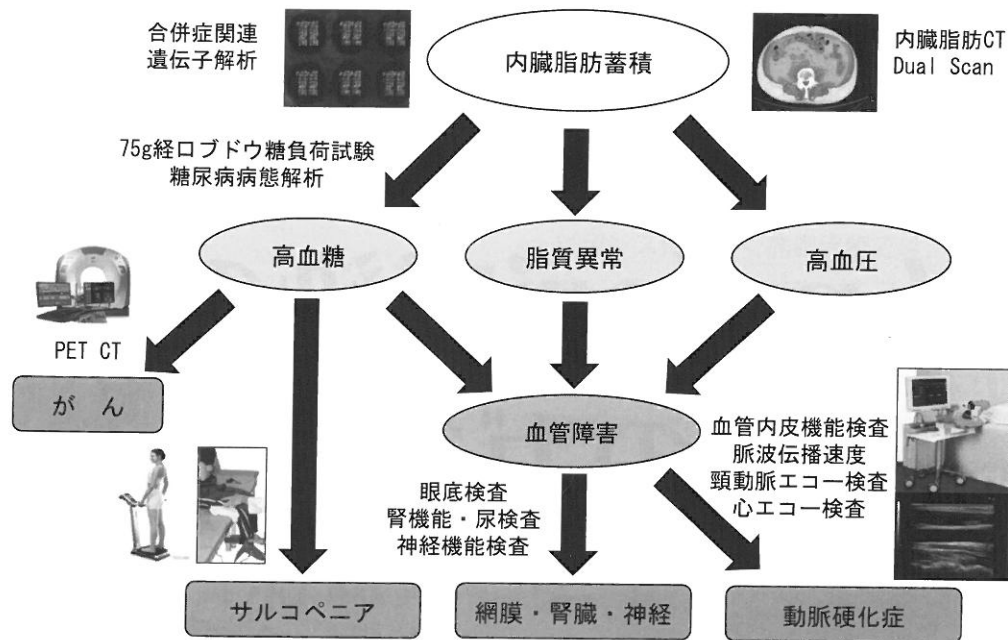 合併症関連
遺伝子解析
内臓脂肪蓄積
内臓脂肪CT
Dual Scan
75g経口ブドウ糖負荷試験
糖尿病病態解析
高血糖
脂質異常
高血圧
PET CT
がん
血管障害
血管内皮機能検査
脈波伝播速度
頸動脈エコー検査
心エコー検査
眼底検査
腎機能・尿検査
神経機能検査
サルコペニア
網膜・腎臓・神経
動脈硬化症